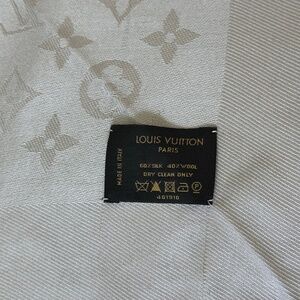 LOUIS VUITTON
PARIS
60%SILK 40%WOOL
DRY CLEAN ONLY
MADE IN ITALY